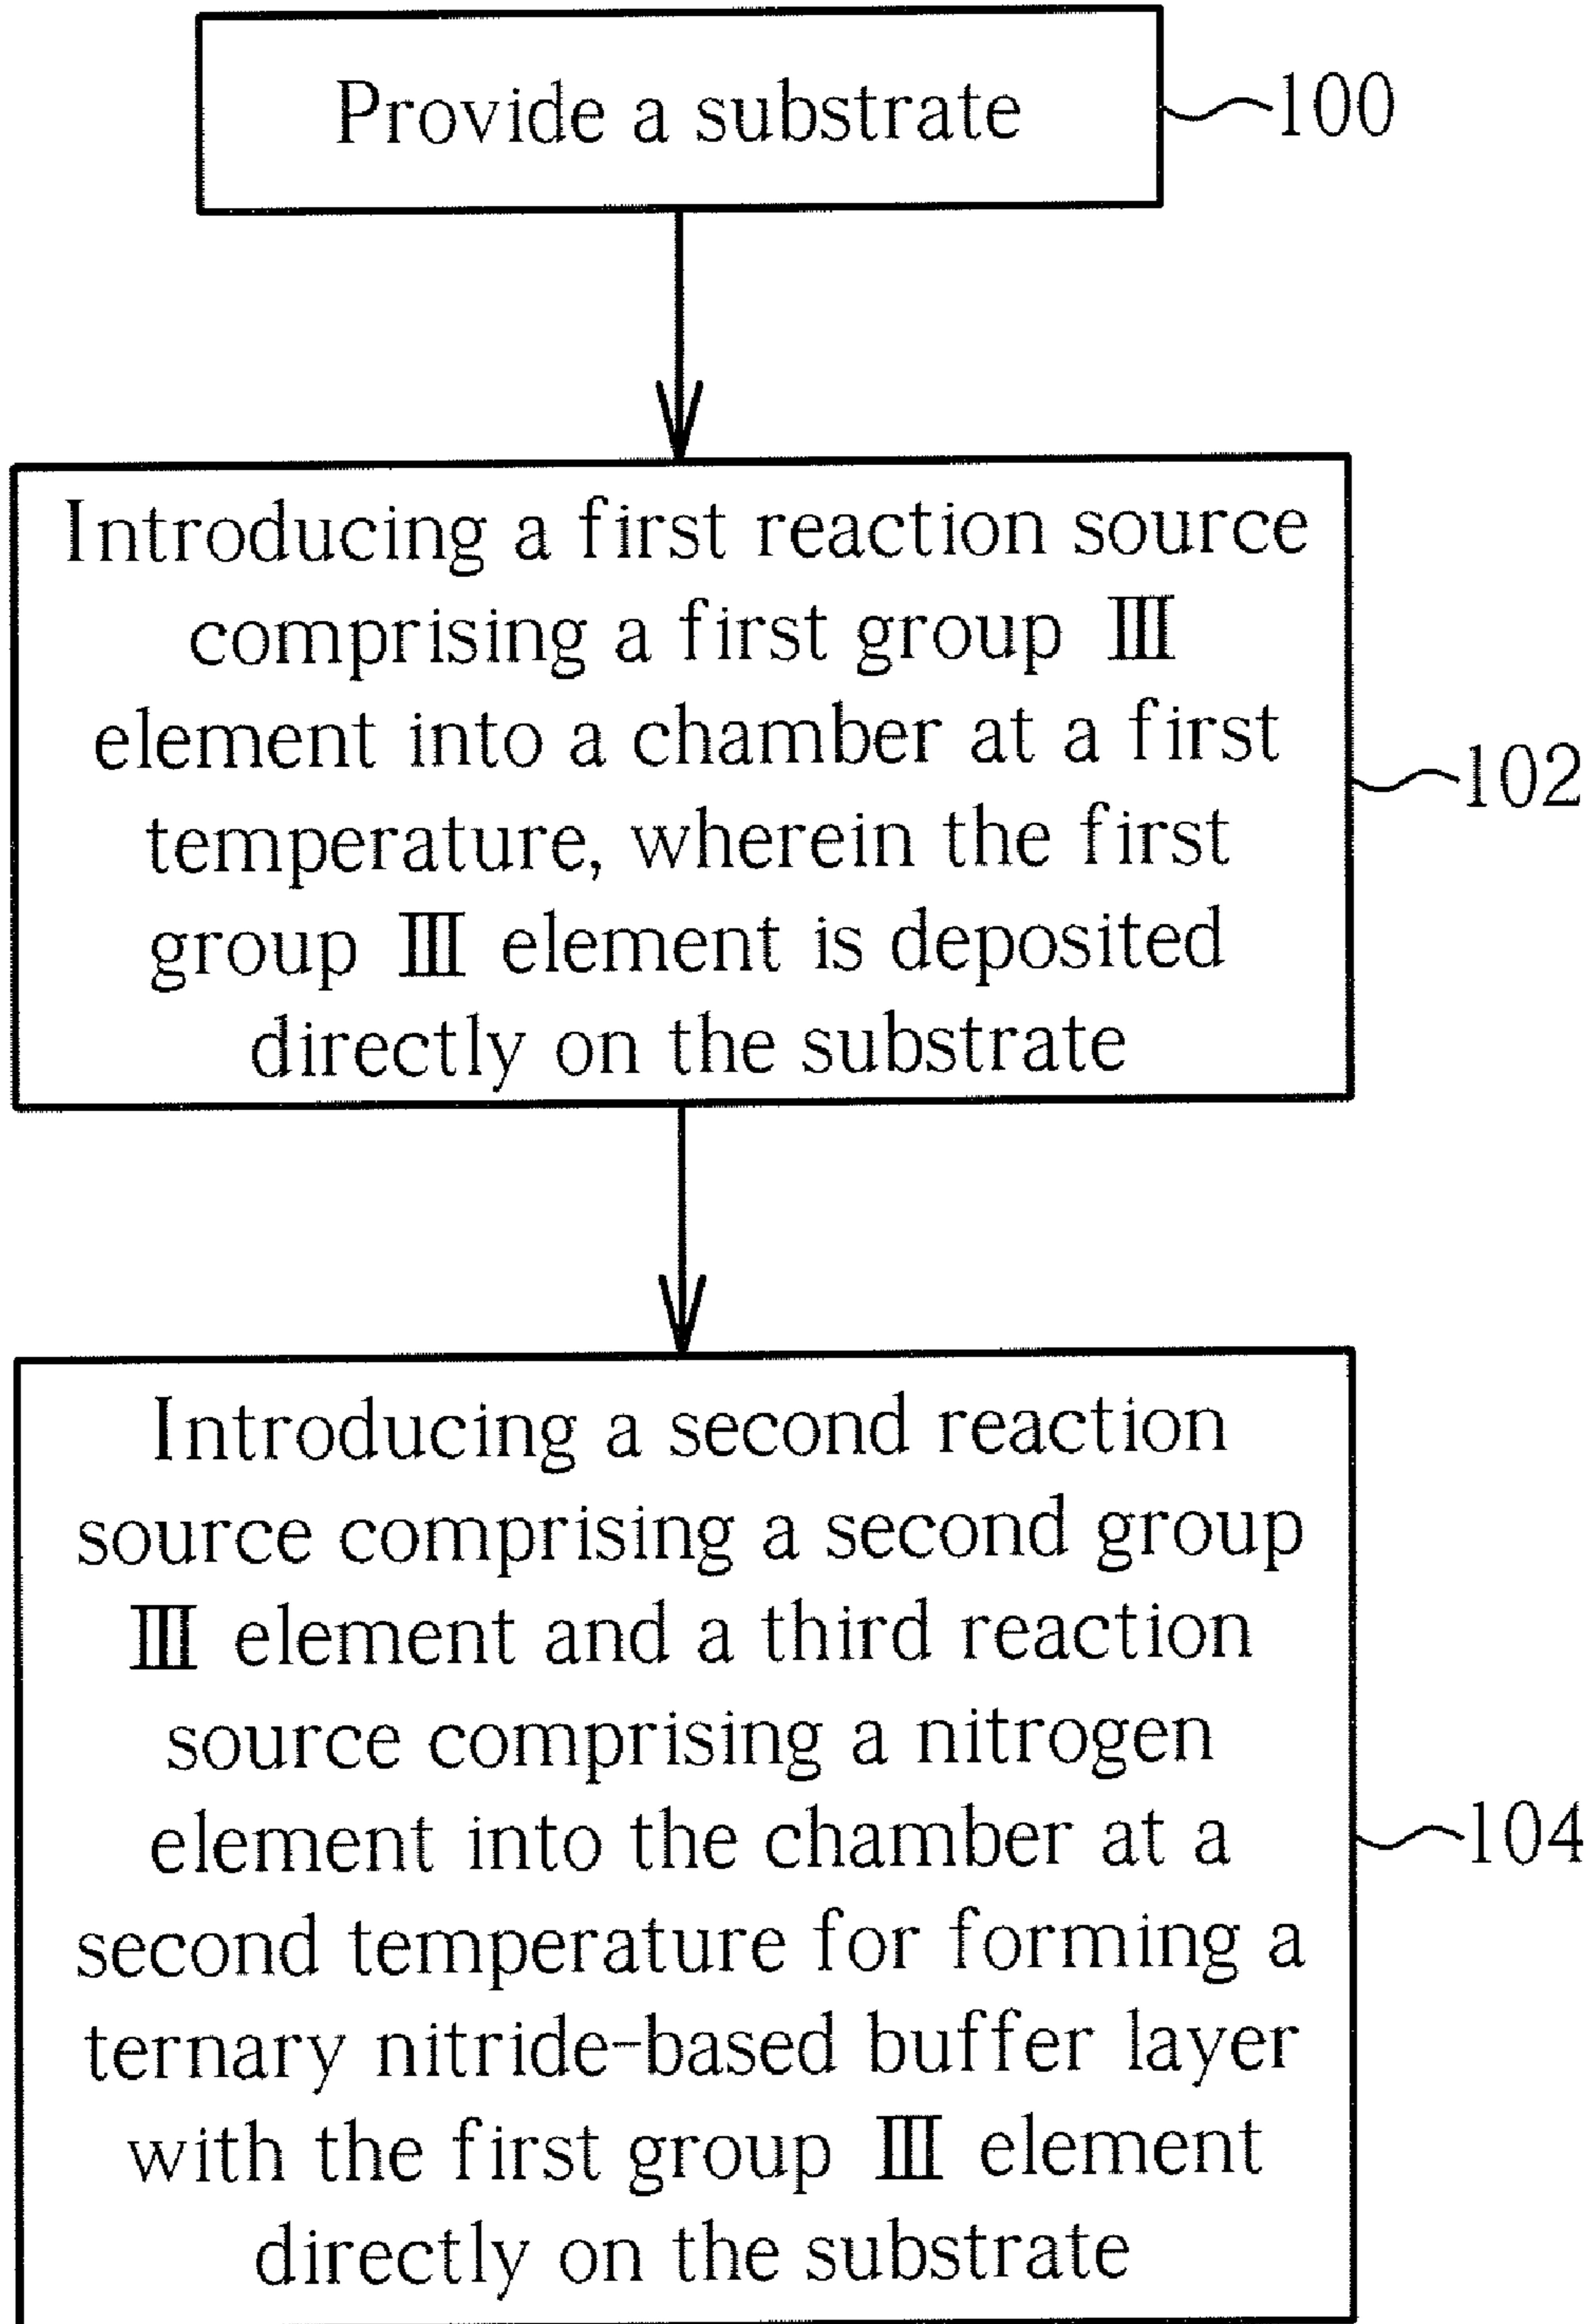 Provide a substrate
100
Introducing a first reaction source
comprising a first group Ⅲ
element into a chamber at a first
temperature, wherein the first
group Ⅲ element is deposited
directly on the substrate
102
Introducing a second reaction
source comprising a second group
Ⅲ element and a third reaction
source comprising a nitrogen
element into the chamber at a
second temperature for forming a
ternary nitride-based buffer layer
with the first group Ⅲ element
directly on the substrate
104